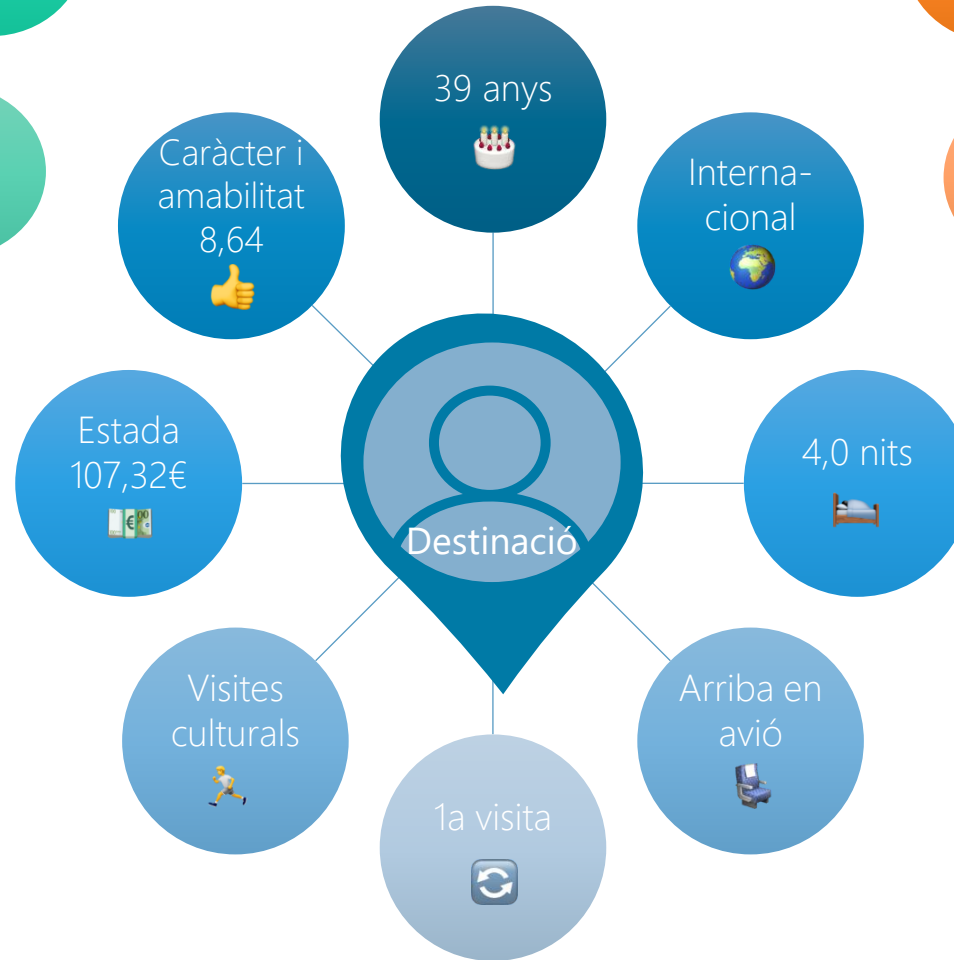 39 anys
Caràcter i
amabilitat
8,64
Interna-
cional
Estada
107,32€
4,0 nits
Destinació
Visites
culturals
Arriba en
avió
1a visita